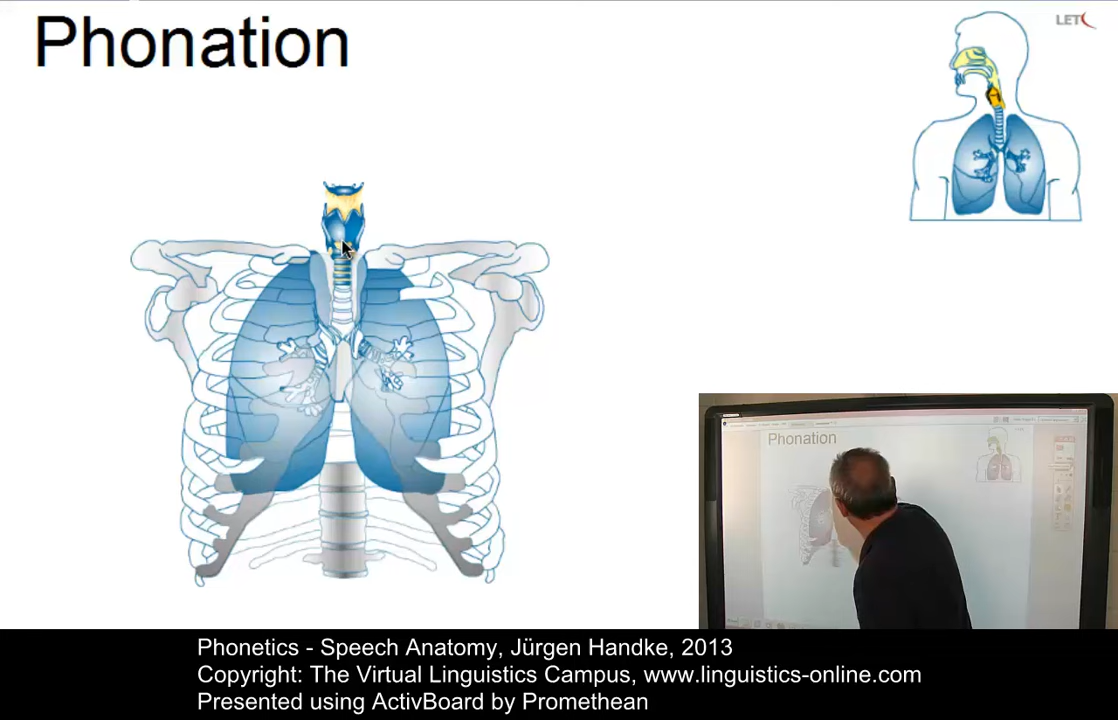 Phonation
LET
Phonation
Phonetics - Speech Anatomy, Jürgen Handke, 2013
Copyright: The Virtual Linguistics Campus, www.linguistics-online.com
Presented using ActivBoard by Promethean